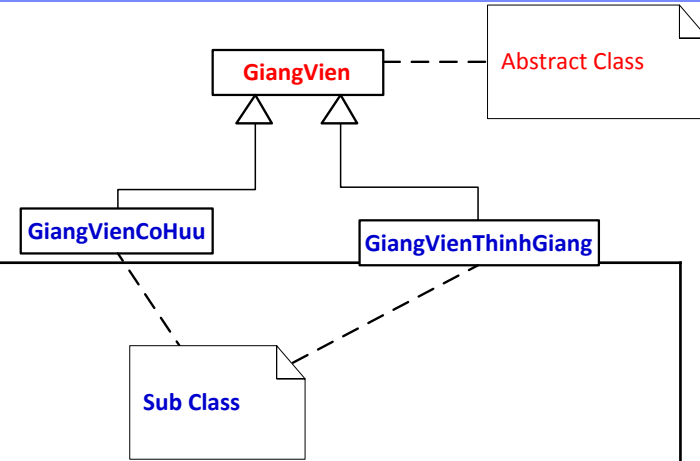 GiangVien
Abstract Class
GiangVienCoHuu
GiangVienThinhGiang
Sub Class